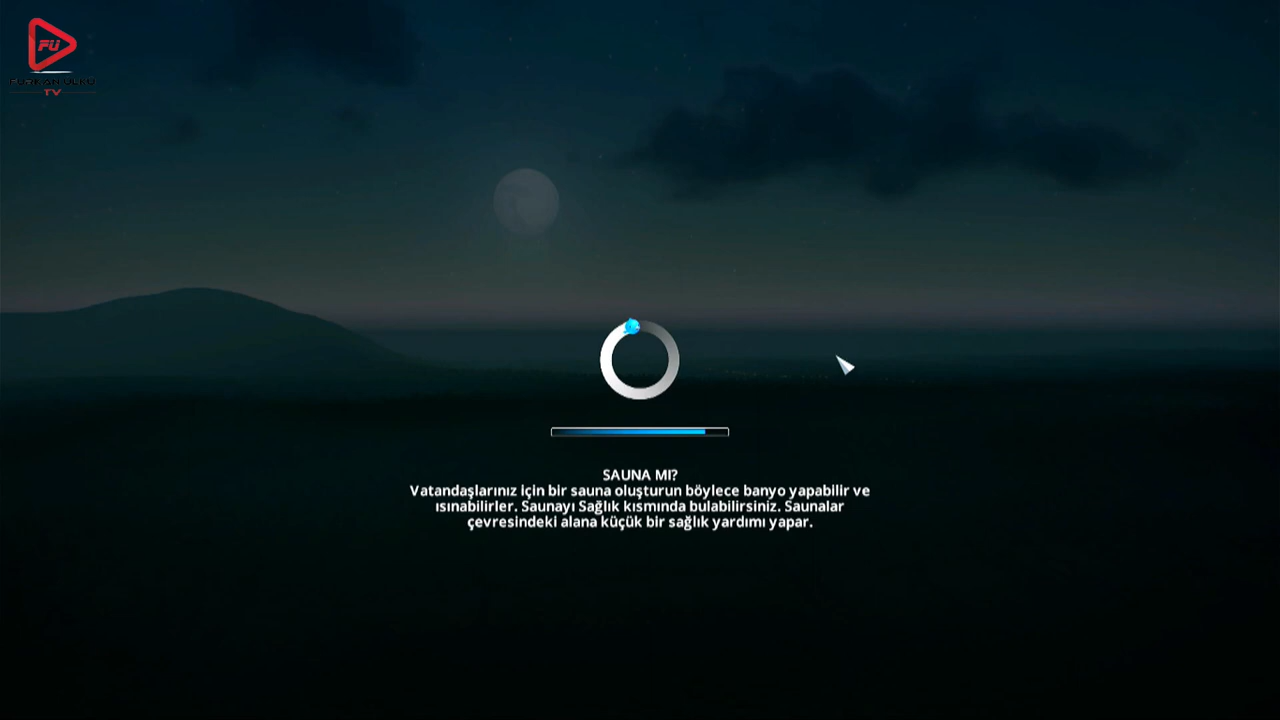 FU
TV
SAUNA MI?
Vatandaşlarınız için bir sauna oluşturun böylece banyo yapabilir ve
ısınabilirler. Saunayı Sağlık kısmında bulabilirsiniz. Saunalar
çevresindeki alana küçük bir sağlık yardımı yapar.